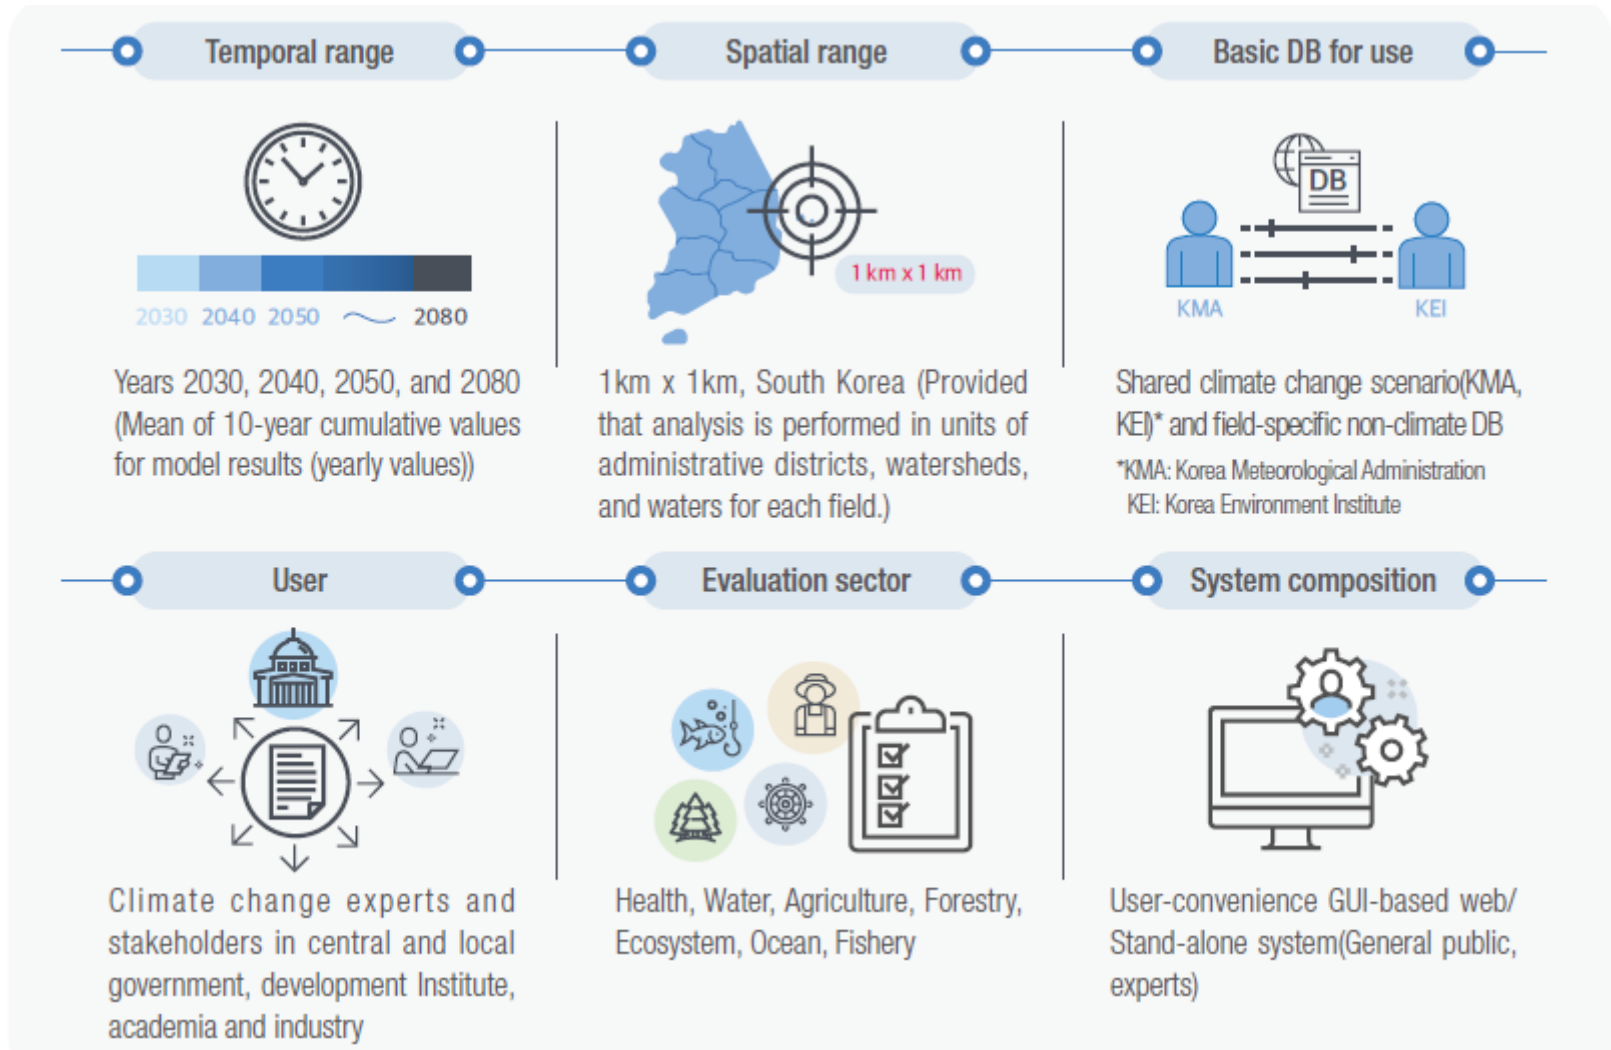 Temporal range
Spatial range
Basic DB for use
2030 2040 2050 2080
1 km x 1 km
DB
KMA
KEI
Years 2030, 2040, 2050, and 2080
(Mean of 10-year cumulative values
for model results (yearly values))
1km x 1km, South Korea (Provided
that analysis is performed in units of
administrative districts, watersheds,
and waters for each field.)
Shared climate change scenario(KMA,
KEI)* and field-specific non-climate DB
*KMA: Korea Meteorological Administration
KEI: Korea Environment Institute
User
Evaluation sector
System composition
Climate change experts and
stakeholders in central and local
government, development Institute,
academia and industry
Health, Water, Agriculture, Forestry,
Ecosystem, Ocean, Fishery
User-convenience GUI-based web/
Stand-alone system(General public,
experts)